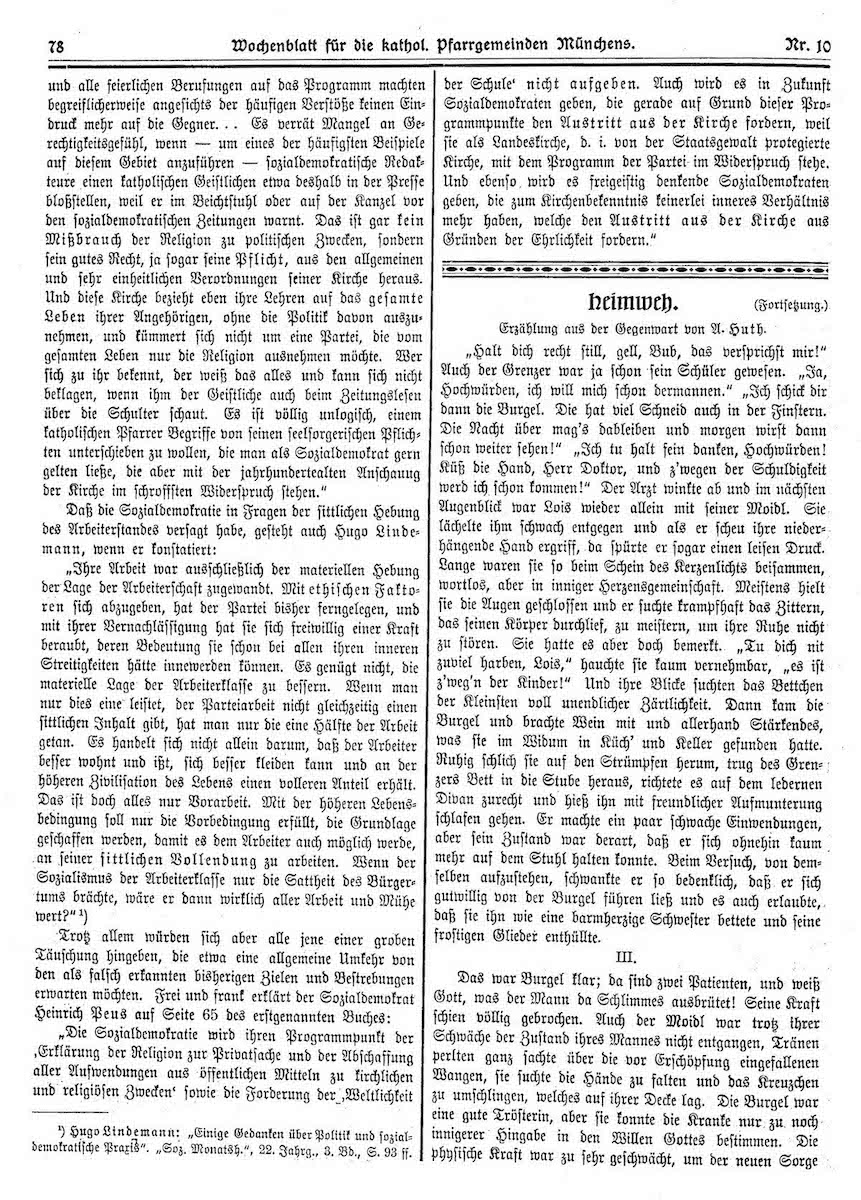 78
Wochenblatt für die kathol. Pfarrgemeinden Münchens.
Nr. 10
und alle feierlichen Berufungen auf das Programm machten
begreiflicherweise angesichts der häufigen Verstöße keinen Ein-
druck mehr auf die Gegner... Es verrät Mangel an Ge-
rechtigkeitsgefühl, wenn — um eines der häufigsten Beispiele
auf diesem Gebiet anzuführen — sozialdemokratische Redak-
teure einen katholischen Geistlichen etwa deshalb in der Presse
bloßstellen, weil er im Beichtstuhl oder auf der Kanzel vor
den sozialdemokratischen Zeitungen warnt. Das ist gar kein
Mißbrauch der Religion zu politischen Zwecken, sondern
sein gutes Recht, ja sogar seine Pflicht, aus den allgemeinen
und sehr einheitlichen Verordnungen seiner Kirche heraus.
Und diese Kirche bezieht eben ihre Lehren auf das gesamte
Leben ihrer Angehörigen, ohne die Politik davon auszu-
nehmen, und kümmert sich nicht um eine Partei, die vom
gesamten Leben nur die Religion ausnehmen möchte. Wer
sich zu ihr bekennt, der weiß das alles und kann sich nicht
beklagen, wenn ihm der Geistliche auch beim Zeitungslesen
über die Schulter schaut. Es ist völlig unlogisch, einem
katholischen Pfarrer Begriffe von seinen seelsorgerischen Pflich-
ten unterschieben zu wollen, die man als Sozialdemokrat gern
gelten ließe, die aber mit der jahrhundertealten Anschauug
der Kirche im schroffsten Widerspruch stehen.“
Daß die Sozialdemokratie in Fragen der sittlichen Hebung
des Arbeiterstandes versagt habe, gesteht auch Hugo Linde-
mann, wenn er konstatiert:
„Ihre Arbeit war ausschließlich der materiellen Hebung
der Lage der Arbeiterschaft zugewandt. Mit ethischen Fakto-
ren sich abzugeben, hat der Partei bisher ferngelegen, und
mit ihrer Vernachlässigung hat sie sich freiwillig einer Kraft
beraubt, deren Bedeutung sie schon bei allen ihren inneren
Streitigkeiten hätte innewerden können. Es genügt nicht, die
materielle Lage der Arbeiterklasse zu bessern. Wenn man
nur dies eine leistet, der Parteiarbeit nicht gleichzeitig einen
sittlichen Inhalt gibt, hat man nur die eine Hälfte der Arbeit
getan. Es handelt sich nicht allein darum, daß der Arbeiter
besser wohnt und ißt, sich besser kleiden kann und an der
höheren Zivilisation des Lebens einen volleren Anteil erhält.
Das ist doch alles nur Vorarbeit. Mit der höheren Lebens-
bedingung soll nur die Vorbedingung erfüllt, die Grundlage
geschaffen werden, damit es dem Arbeiter auch möglich werde,
an seiner sittlichen Vollendung zu arbeiten. Wenn der
Sozialismus der Arbeiterklasse nur die Sattheit des Bürger-
tums brächte, wäre er dann wirklich aller Arbeit und Mühe
wert?“ ¹)
Trotz allem würden sich aber alle jene einer groben
Täuschung hingeben, die etwa eine allgemeine Umkehr von
den als falsch erkannten bisherigen Zielen und Bestrebungen
erwarten möchten. Frei und frank erklärt der Sozialdemokrat
Heinrich Peus auf Seite 65 des erstgenannten Buches:
„Die Sozialdemokratie wird ihren Programmpunkt der
‚Erklärung der Religion zur Privatsache und der Abschaffung
aller Aufwendungen aus öffentlichen Mitteln zu kirchlichen
und religiösen Zwecken‘ sowie die Forderung der ‚Weltlichkeit
¹) Hugo Lindemann: „Einige Gedanken über Politik und sozial-
demokratische Praxis“. „Soz. Monatsh.“, 22. Jahrg., 3. Bd., S. 93 ff.
der Schule‘ nicht aufgeben. Auch wird es in Zukunft
Sozialdemokraten geben, die gerade auf Grund dieser Pro-
grammpunkte den Austritt aus der Kirche fordern, weil
sie als Landeskirche, d. i. von der Staatsgewalt protegierte
Kirche, mit dem Programm der Partei im Widerspruch stehe.
Und ebenso wird es freigeistig denkende Sozialdemokraten
geben, die zum Kirchenbekenntnis keinerlei inneres Verhältnis
mehr haben, welche den Austritt aus der Kirche aus
Gründen der Ehrlichkeit fordern.“
Heimweh.
(Fortsetzung.)
Erzählung aus der Gegenwart von A. Huth.
„Halt dich recht still, gell, Bub, das versprichst mir!“
Auch der Grenzer war ja schon sein Schüler gewesen. „Ja,
Hochwürden, ich will mich schon dermannen.“ „Ich schick dir
dann die Burgel. Die hat viel Schneid auch in der Finstern.
Die Nacht über mag’s dableiben und morgen wirst dann
schon weiter sehen!“ „Ich tu halt sein danken, Hochwürden!
Küß die Hand, Herr Doktor, und z’wegen der Schuldigkeit
werd ich schon kommen!“ Der Arzt winkte ab und im nächsten
Augenblick war Lois wieder allein mit seiner Moidl. Sie
lächelte ihm schwach entgegen und als er scheu ihre nieder-
hängende Hand ergriff, da spürte er sogar einen leisen Druck.
Lange waren sie so beim Schein des Kerzenlichts beisammen,
wortlos, aber in inniger Herzensgemeinschaft. Meistens hielt
sie die Augen geschlossen und er suchte krampfhaft das Zittern,
das seinen Körper durchlief, zu meistern, um ihre Ruhe nicht
zu stören. Sie hatte es aber doch bemerkt. „Tu dich nit
zuviel harben, Lois,“ hauchte sie kaum vernehmbar, „es ist
z’weg’n der Kinder!“ Und ihre Blicke suchten das Bettchen
der Kleinsten voll unendlicher Zärtlichkeit. Dann kam die
Burgel und brachte Wein mit und allerhand Stärkendes,
was sie im Widum in Küch’ und Keller gefunden hatte.
Ruhig schlich sie auf den Strümpfen herum, trug des Gren-
zers Bett in die Stube heraus, richtete es auf dem ledernen
Divan zurecht und hieß ihn mit freundlicher Aufmunterung
schlafen gehen. Er machte ein paar schwache Einwendungen,
aber sein Zustand war derart, daß er sich ohnehin kaum
mehr auf dem Stuhl halten konnte. Beim Versuch, von dem-
selben aufzustehen, schwankte er so bedenklich, daß er sich
gutwillig von der Burgel führen ließ und es auch erlaubte,
daß sie ihn wie eine barmherzige Schwester bettete und seine
frostigen Glieder enthüllte.
III.
Das war Burgel klar; da sind zwei Patienten, und weiß
Gott, was der Mann da Schlimmes ausbrütet! Seine Kraft
schien völlig gebrochen. Auch der Moidl war trotz ihrer
Schwäche der Zustand ihres Mannes nicht entgangen, Tränen
perlten ganz sachte über die vor Erschöpfung eingefallenen
Wangen, sie suchte die Hände zu falten und das Kreuzchen
zu umschlingen, welches auf ihrer Decke lag. Die Burgel war
eine gute Trösterin, aber sie konnte die Kranke nur zu noch
innigerer Hingabe in den Willen Gottes bestimmen. Die
physische Kraft war zu sehr geschwächt, um der neuen Sorge